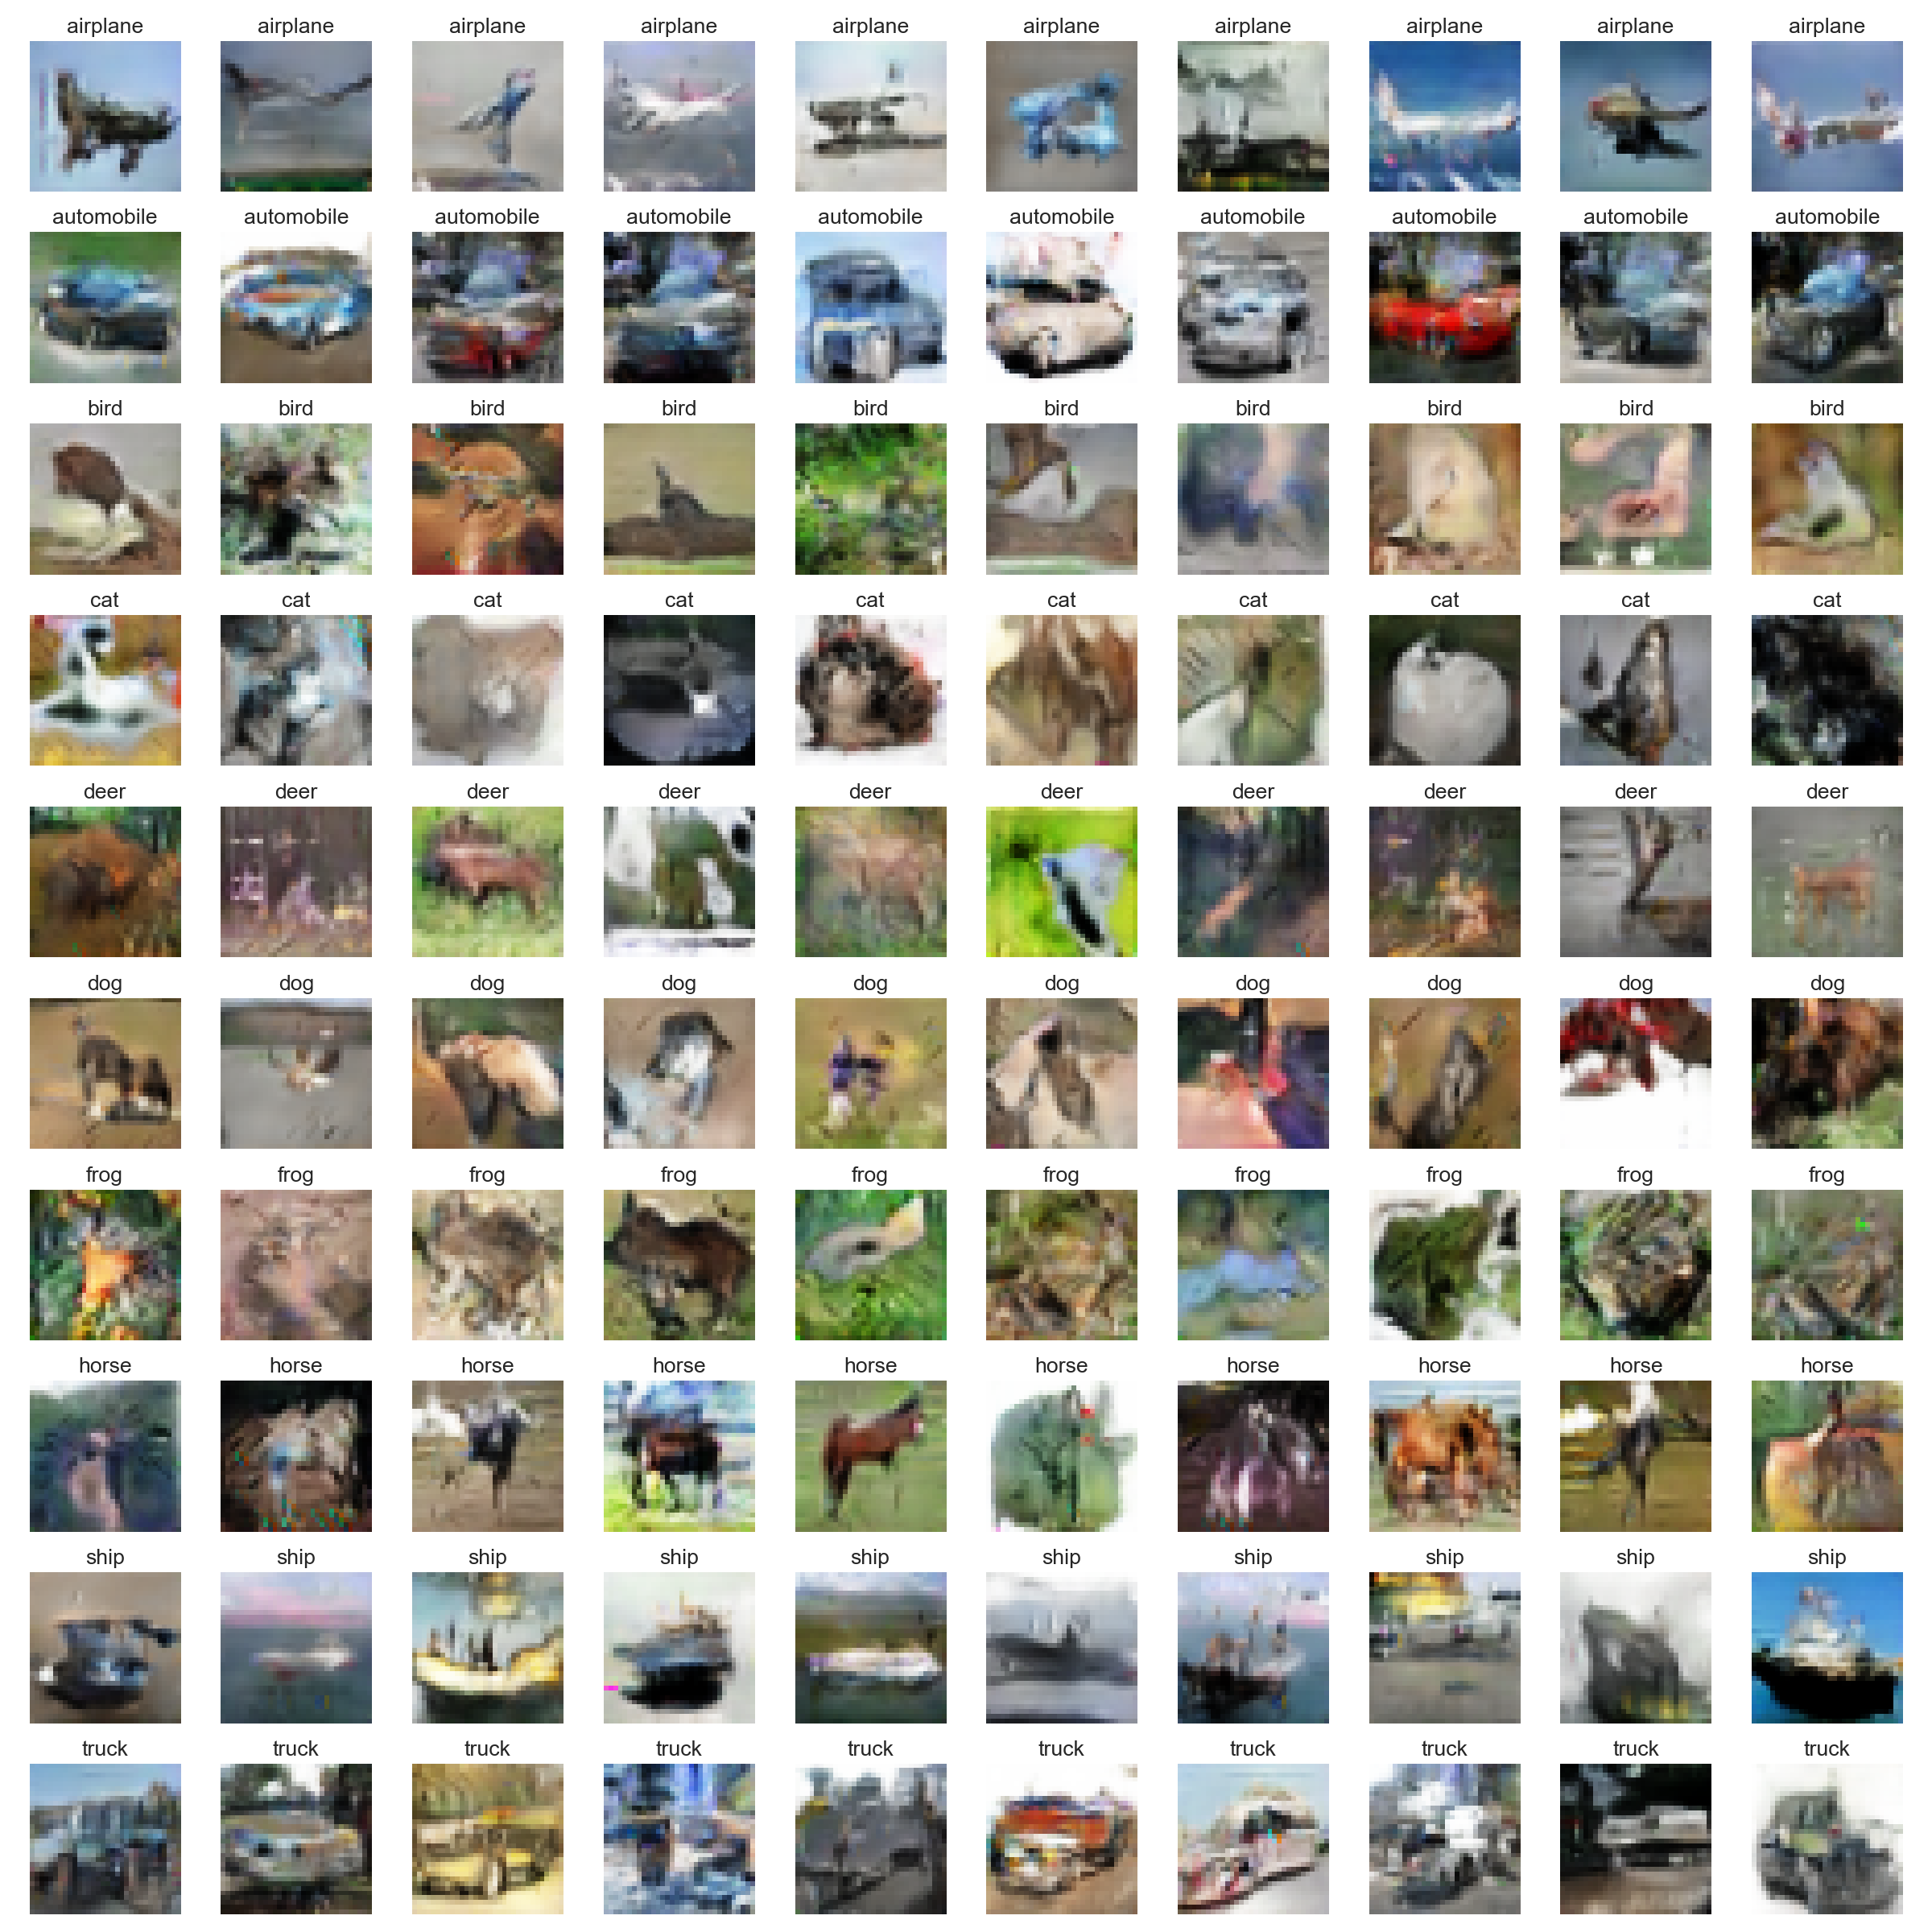 airplane airplane airplane airplane airplane airplane airplane airplane airplane airplane
automobile automobile automobile automobile automobile automobile automobile automobile automobile automobile
bird bird bird bird bird bird bird bird bird bird
cat cat cat cat cat cat cat cat cat cat
deer deer deer deer deer deer deer deer deer deer
dog dog dog dog dog dog dog dog dog dog
frog frog frog frog frog frog frog frog frog frog
horse horse horse horse horse horse horse horse horse horse
ship ship ship ship ship ship ship ship ship ship
truck truck truck truck truck truck truck truck truck truck